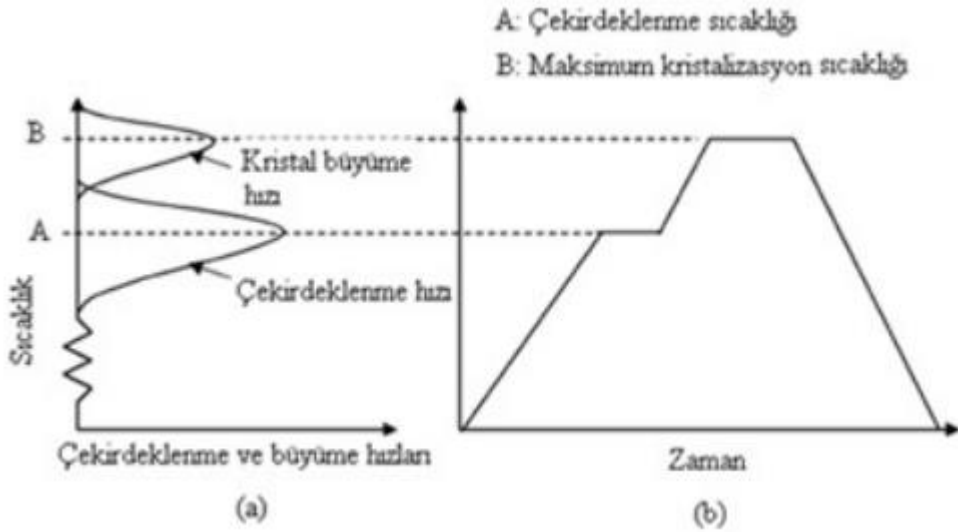 A: Çekirdeklenme sıcaklığı
B: Maksimum kristalizasyon sıcaklığı
B
Kristal büyüme
hızı
A
Çekirdeklenme hızı
Sıcaklık
Çekirdeklenme ve büyüme hızları
Zaman
(a)
(b)